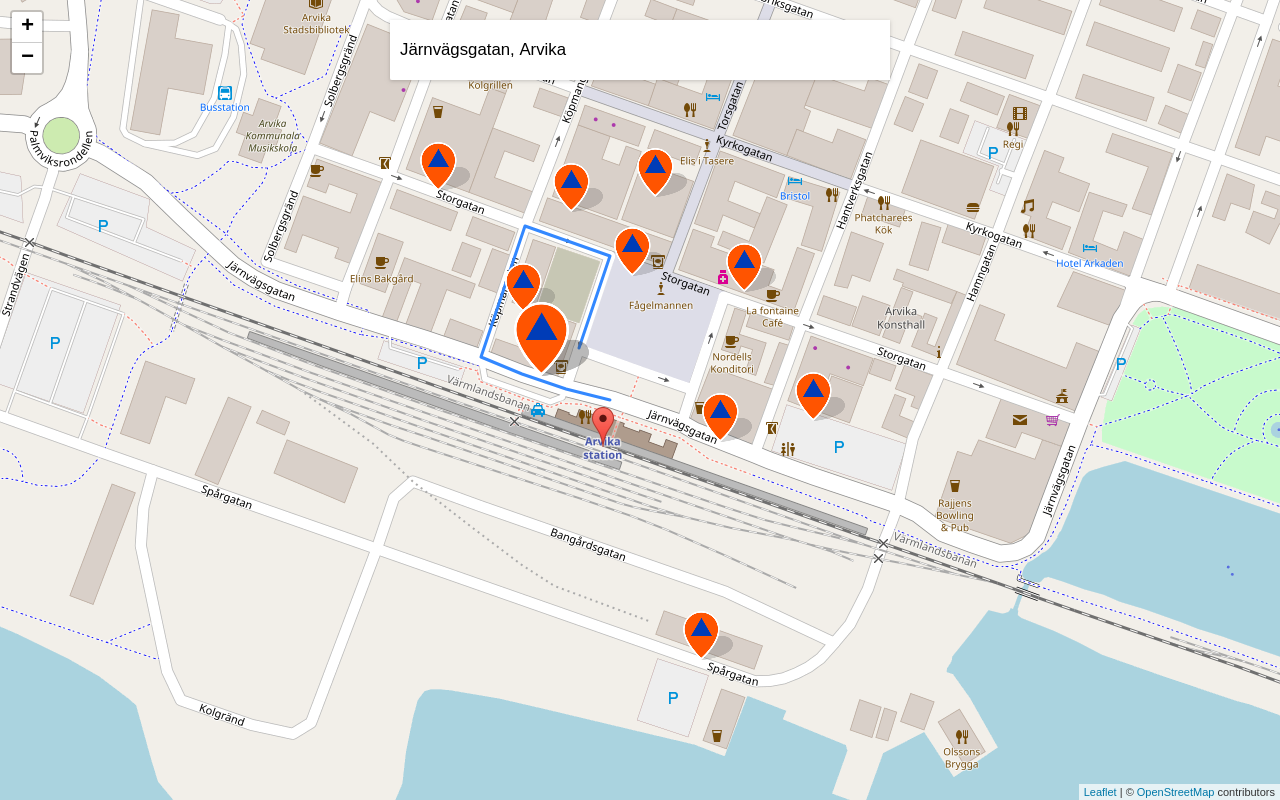 +
−
Järnvägsgatan, Arvika
Arvika
Stadsbibliotek
Solbergsgränd
Kolgrillen
Busstation
Arvika
Kommunala
Musikskola
Palmviksrondellen
Torsgatan
Kyrkogatan
Elis i Tasere
Regi
P
Bristol
Hantverksgatan
Phatcharees
Kök
Kyrkogatan
Hotel Arkaden
Storgatan
Solbergsgränd
P
Strandvägen
Järnvägsgatan
Elins Bakgård
Storgatan
Fågelmannen
La fontaine
Café
Hamngatan
Arvika
Konsthall
Nordells
Konditori
Storgatan
P
P
P
Värmlandsbanan
Järnvägsgatan
Arvika
station
P
Järnvägsgatan
Rajjens
Bowling
& Pub
Spårgatan
Bangårdsgatan
Värmlandsbanan
Spårgatan
P
Kolgränd
Olssons
Brygga
Leaflet | © OpenStreetMap contributors